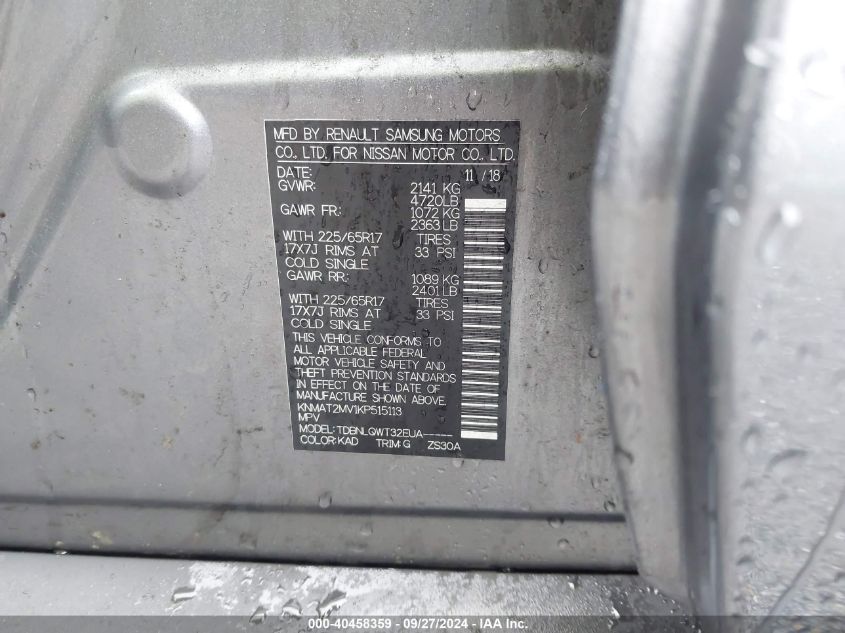 MFD BY RENAULT SAMSUNG MOTORS
CO., LTD. FOR NISSAN MOTOR CO., LTD.
DATE: 11 / 18
GVWR: 2141 KG
4720LB
GAWR FR: 1072 KG
2363 LB
WITH 225/65R17 TIRES
17X7J RIMS AT 33 PSI
COLD SINGLE
GAWR RR: 1089 KG
2401 LB
WITH 225/65R17 TIRES
17X7J RIMS AT 33 PSI
COLD SINGLE
THIS VEHICLE CONFORMS TO
ALL APPLICABLE FEDERAL
MOTOR VEHICLE SAFETY AND
THEFT PREVENTION STANDARDS
IN EFFECT ON THE DATE OF
MANUFACTURE SHOWN ABOVE.
KNMAT2MV1KP515113
MPV
MODEL: TDBNLQWT32EUA-----
COLOR:KAD TRIM:G ZS30A
000-40458359 - 09/27/2024 - IAA Inc.